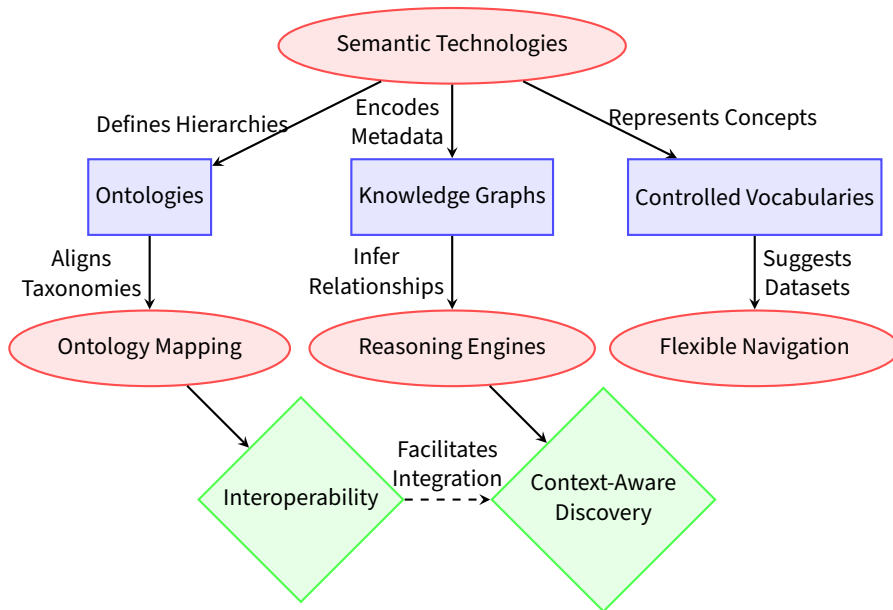 Semantic Technologies
Defines Hierarchies
Encodes
Metadata
Represents Concepts
Ontologies
Knowledge Graphs
Controlled Vocabularies
Aligns
Taxonomies
Infer
Relationships
Suggests
Datasets
Ontology Mapping
Reasoning Engines
Flexible Navigation
Facilitates
Integration
Interoperability
Context-Aware
Discovery